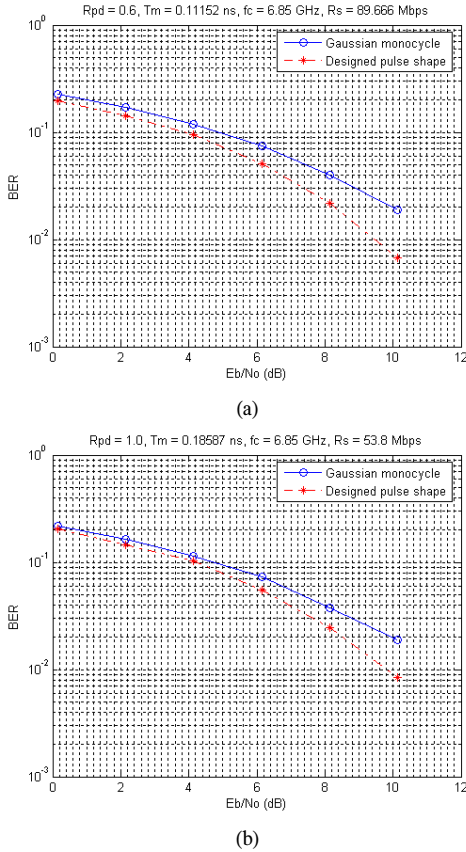 Rpd = 0.6, Tm = 0.11152 ns, fc = 6.85 GHz, Rs = 89.666 Mbps
10^0
Gaussian monocycle
Designed pulse shape
10^-1
BER
10^-2
10^-3
0 2 4 6 8 10 12
Eb/No (dB)
(a)
Rpd = 1.0, Tm = 0.18587 ns, fc = 6.85 GHz, Rs = 53.8 Mbps
10^0
Gaussian monocycle
Designed pulse shape
10^-1
BER
10^-2
10^-3
0 2 4 6 8 10 12
Eb/No (dB)
(b)